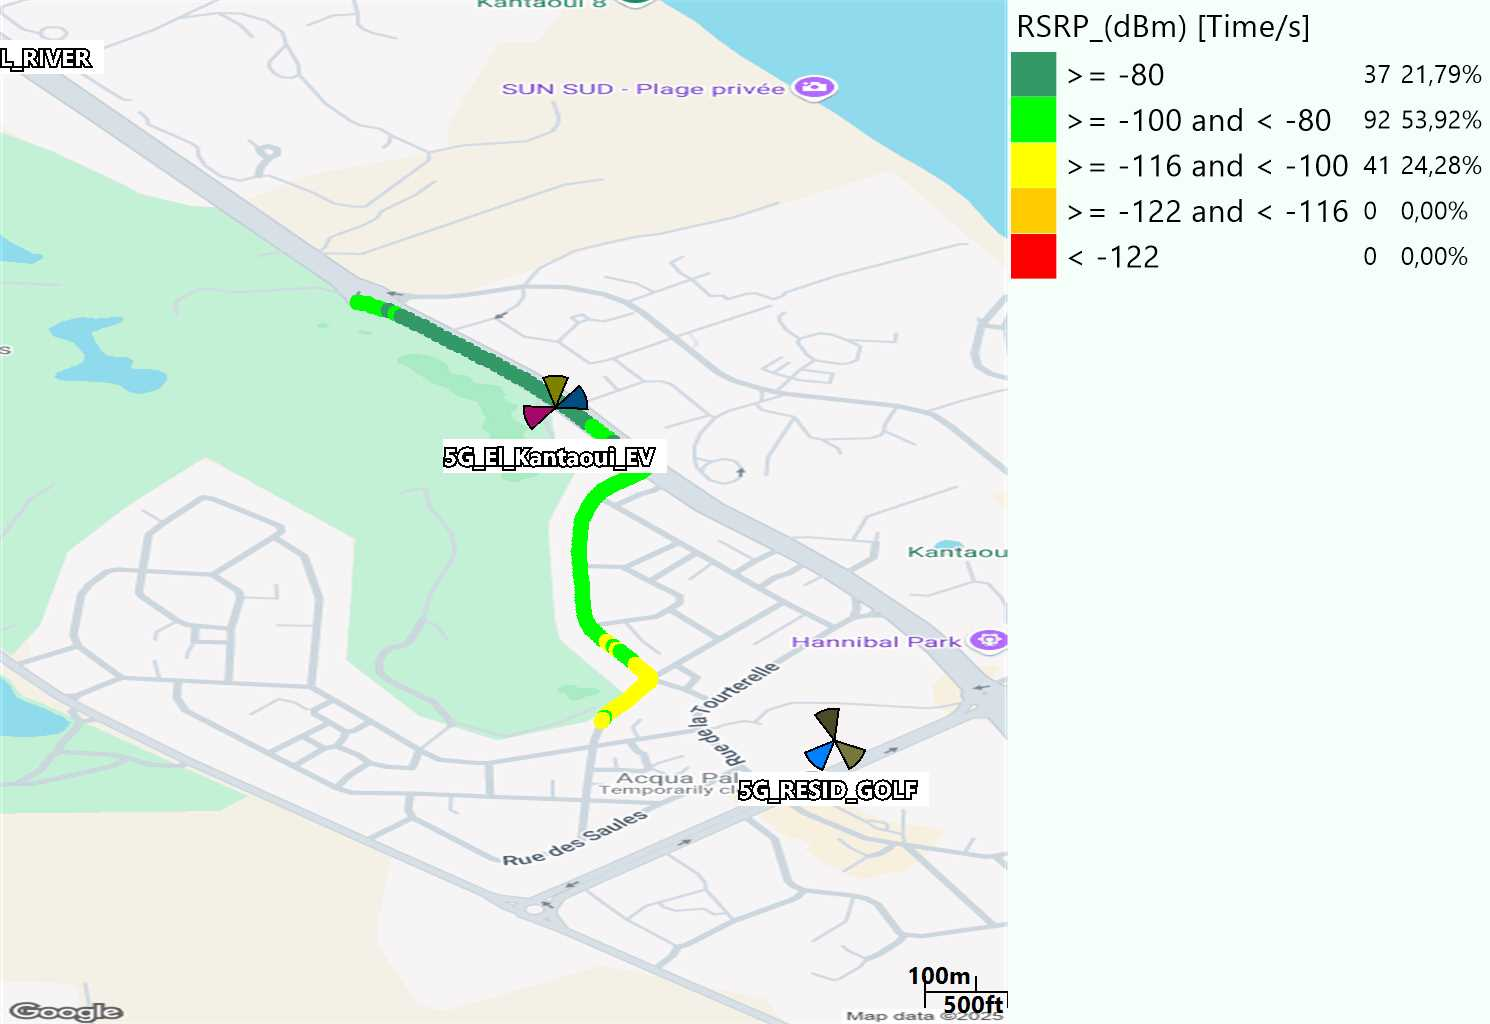 Kantaoui 8
L_RIVER
SUN SUD - Plage privée
s
5G_El_Kantaoui_EV
Kantaou
Hannibal Park
Rue de la Tourterelle
Rue
Acqua Pal
Temporarily cl
5G_RESID_GOLF
Rue des Saules
100m
500ft
Google
Map data ©2025
RSRP_(dBm) [Time/s]
>= -80 37 21,79%
>= -100 and < -80 92 53,92%
>= -116 and < -100 41 24,28%
>= -122 and < -116 0 0,00%
< -122 0 0,00%